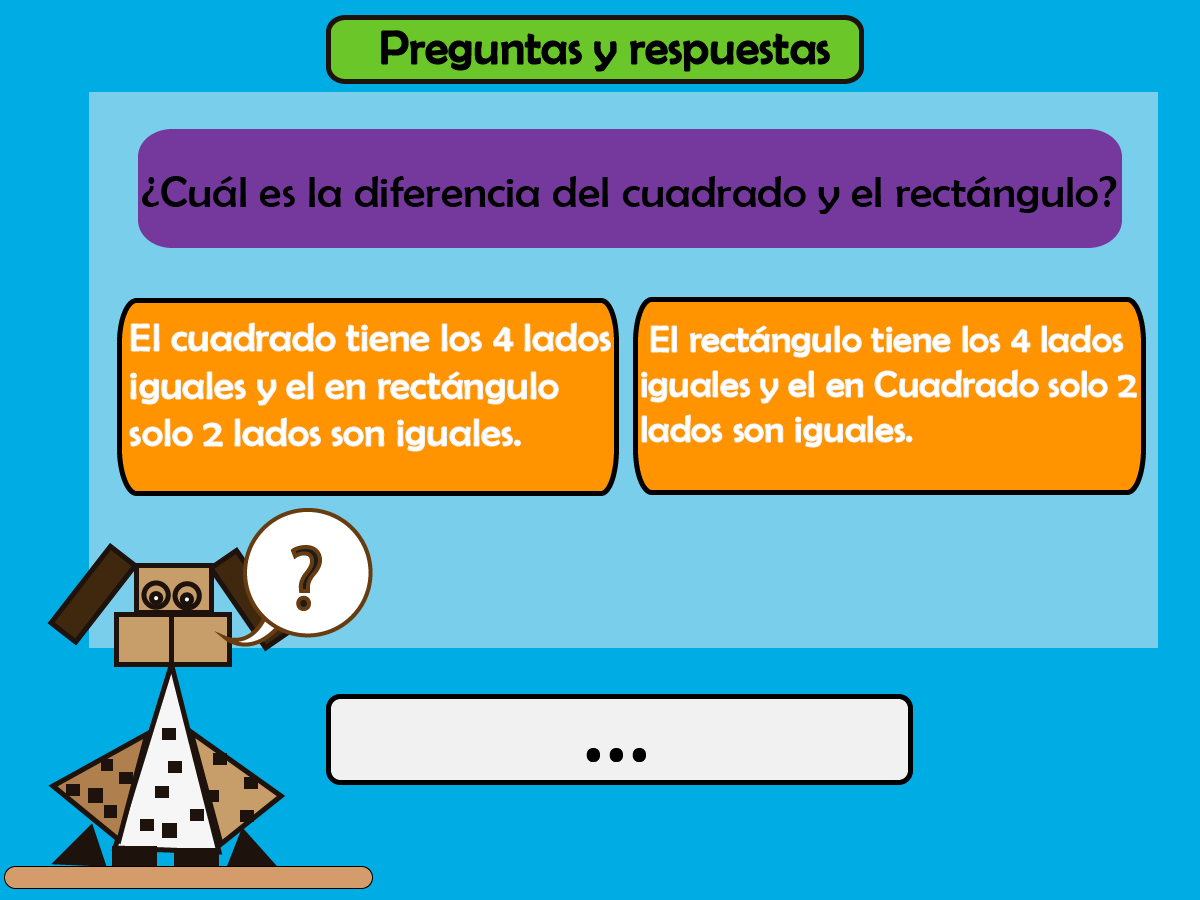 Preguntas y respuestas
¿Cuál es la diferencia del cuadrado y el rectángulo?
El cuadrado tiene los 4 lados
iguales y el en rectángulo
solo 2 lados son iguales.
El rectángulo tiene los 4 lados
iguales y el en Cuadrado solo 2
lados son iguales.
?
...